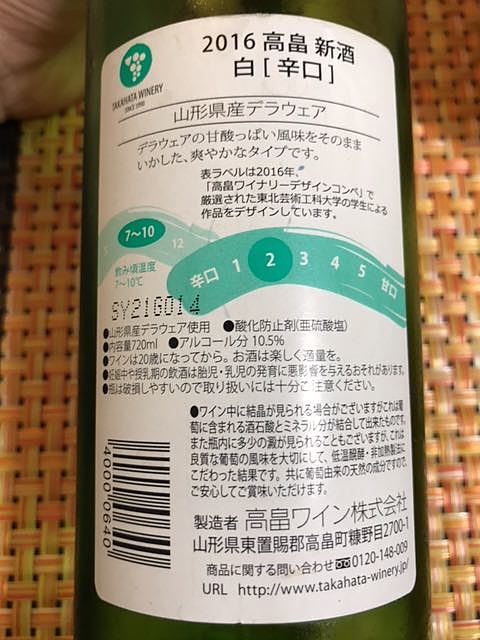 TAKAHATA WINERY
SINCE 1990
2016 高畠 新酒
白 [ 辛口 ]
山形県産デラウェア
デラウェアの甘酸っぱい風味をそのまま
いかした、爽やかなタイプです。
表ラベルは2016年、
「高畠ワイナリーデザインコンペ」で
厳選された東北芸術工科大学の学生による
作品をデザインしています。
5 7～10 12
飲み頃温度
7～10℃
辛口 1 2 3 4 5 甘口
SY21G014
●山形県産デラウェア使用 ●酸化防止剤(亜硫酸塩)
●内容量720ml ●アルコール分 10.5%
●ワインは20歳になってから。お酒は楽しく適量を。
●妊娠中や授乳期の飲酒は胎児・乳児の発育に悪影響を与えるおそれがあります。
●瓶は破損しやすいので取り扱いには十分ご注意ください。
●ワイン中に結晶が見られる場合がございますがこれは葡
萄に含まれる酒石酸とミネラル分が結合して出来たものです。
また瓶内に多少の澱が見られることもございますが、これは
良質な葡萄の風味を大切にして、低温醗酵・非加熱製法に
こだわった結果です。共に葡萄由来の天然の成分ですので、
ご安心してご賞味いただけます。
4000 0640
製造者 高畠ワイン株式会社
山形県東置賜郡高畠町糠野目2700-1
商品に関する問い合わせ 0120-148-009
URL http://www.takahata-winery.jp/